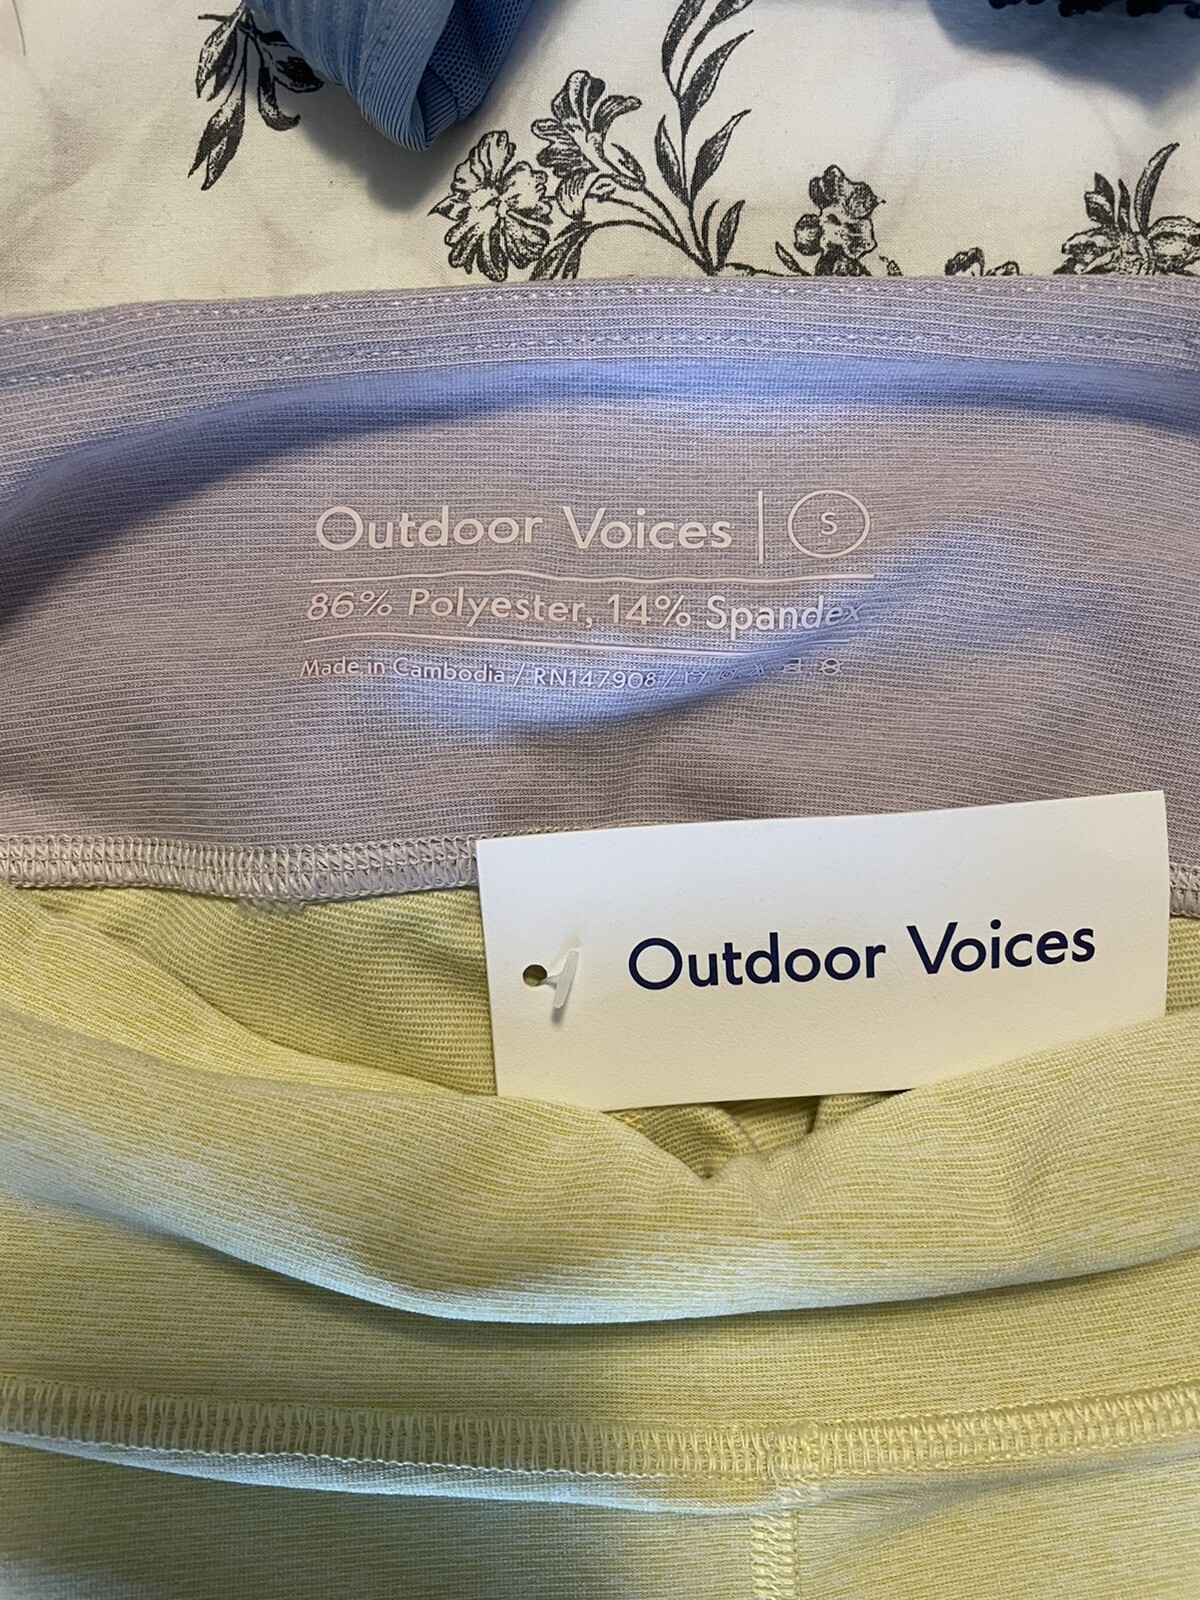 Outdoor Voices | S
86% Polyester, 14% Spandex
Made in Cambodia / RN147908 /
Outdoor Voices